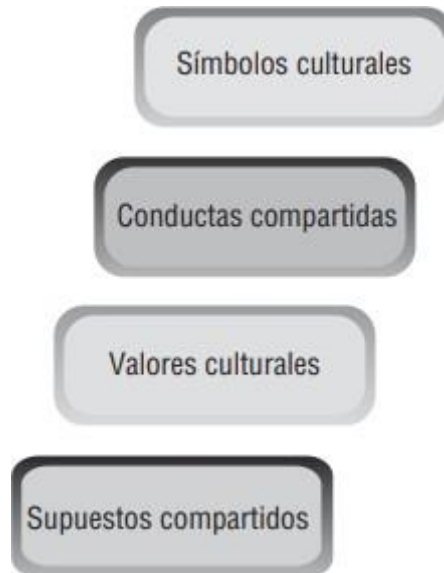 Símbolos culturales
Conductas compartidas
Valores culturales
Supuestos compartidos